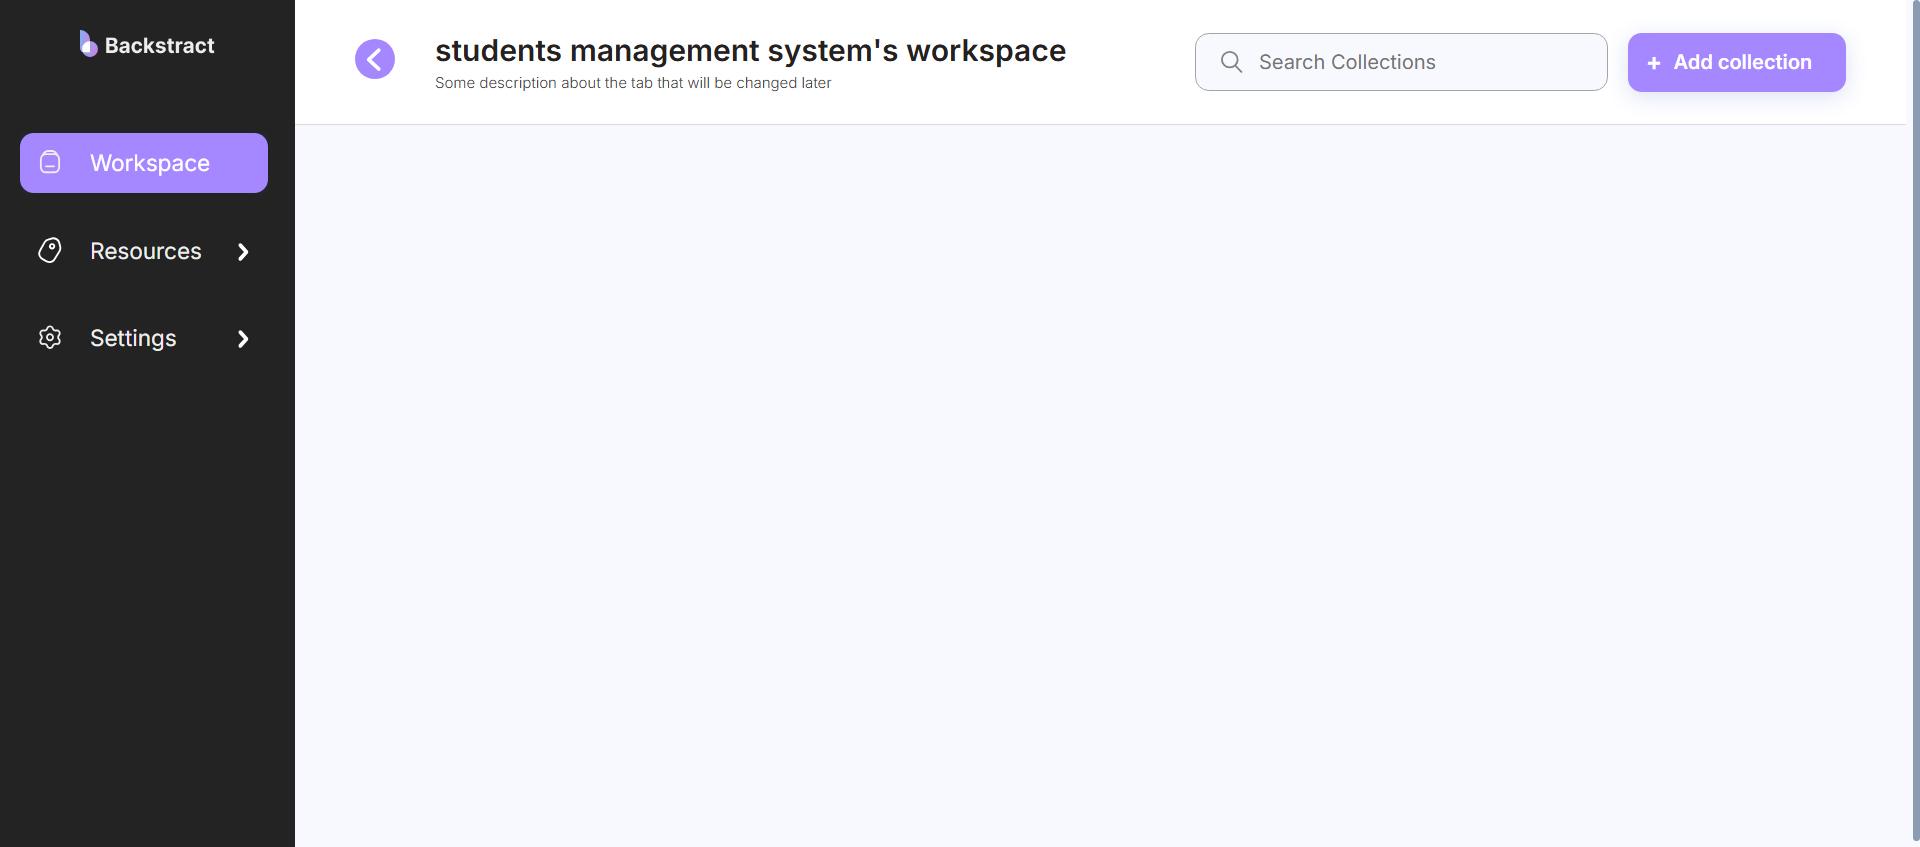 Backstract
Workspace
Resources
Settings
students management system's workspace
Some description about the tab that will be changed later
Search Collections
+ Add collection